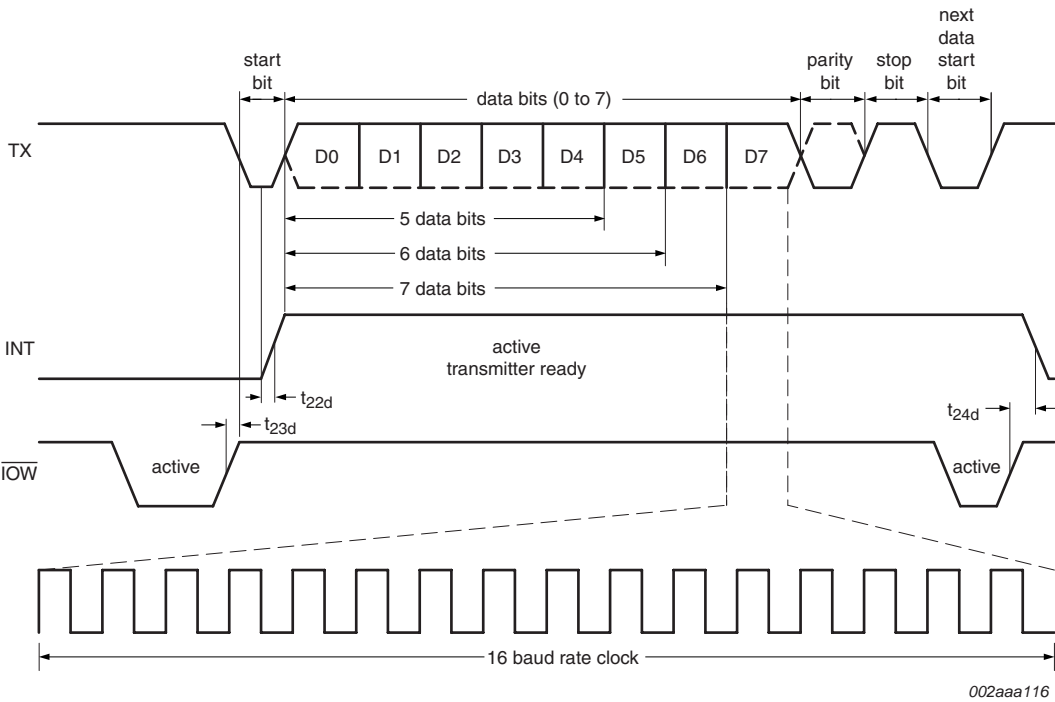 start
bit
data bits (0 to 7)
parity
bit
stop
bit
next
data
start
bit
TX
D0 D1 D2 D3 D4 D5 D6 D7
5 data bits
6 data bits
7 data bits
INT
active
transmitter ready
t22d
t23d
t24d
IOW
active
active
16 baud rate clock
002aaa116